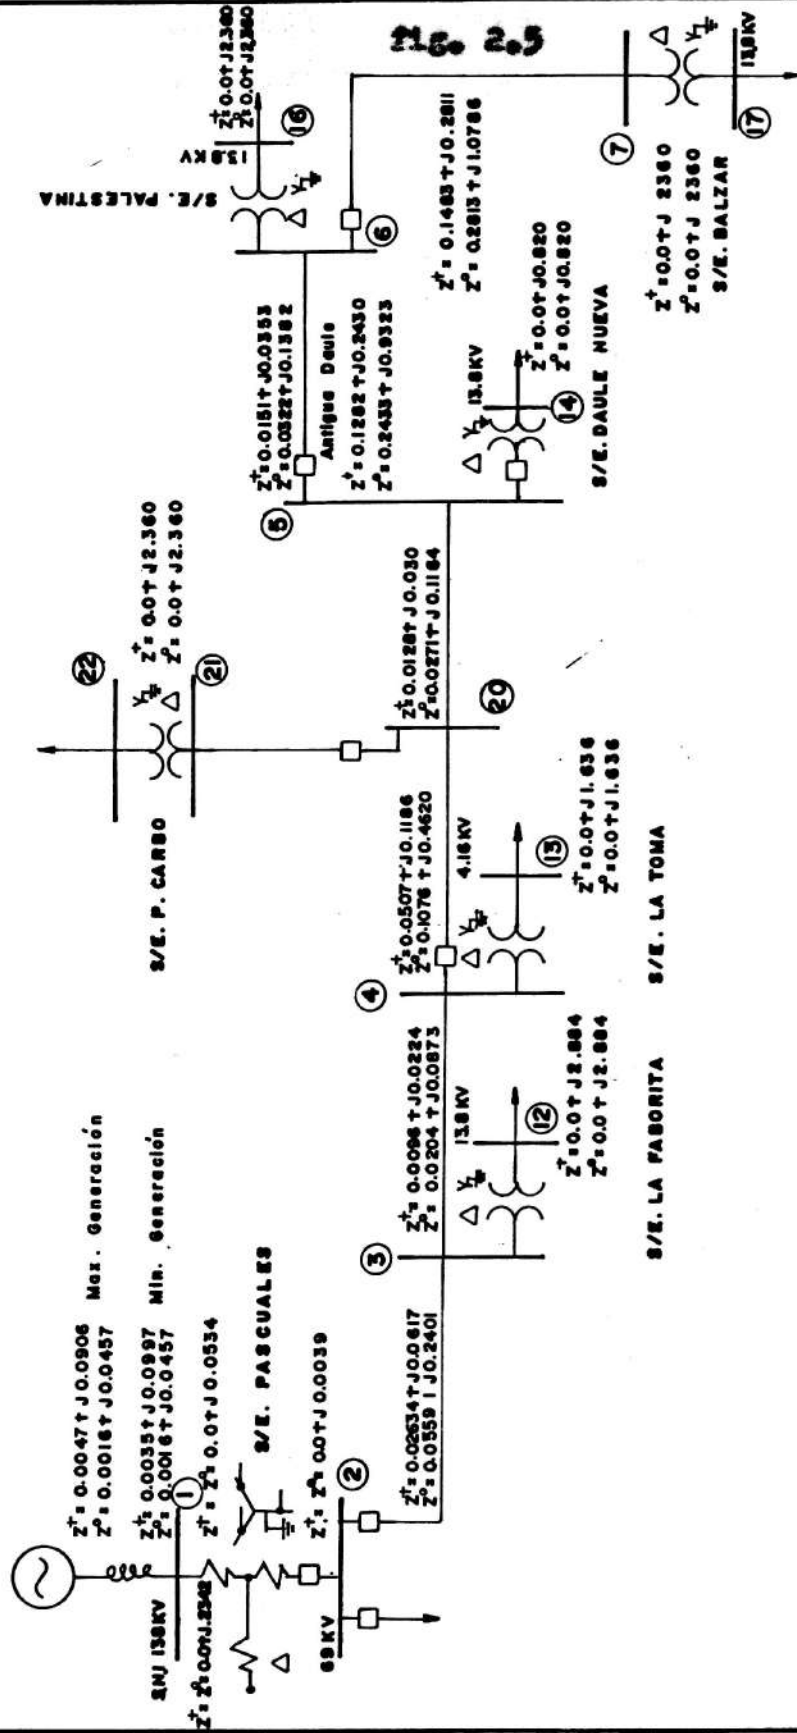 Fig. 2.5
Z⁺= 0.0047+J0.0906 Max. Generación
Z⁰= 0.0016+J0.0457
Z⁺= 0.0035+J0.0997 Min. Generación
Z⁰= 0.0016+J0.0457
SNI 138KV
1
Z⁺= Z⁰= 0.0+J0.0534
Z⁺= Z⁰= 0.0+J.2342
S/E. PASCUALES
Z⁺= Z⁰= 0.0+J0.0039
69KV
2
Z⁺= 0.02634+J0.0617
Z⁰= 0.0559 I J0.2401
3
Z⁺= 0.0096+J0.0224
Z⁰= 0.0204+J0.0873
13.8KV
12
Z⁺= 0.0+J2.884
Z⁰= 0.0+J2.884
S/E. LA FABORITA
4
Z⁺= 0.0507+J0.1186
Z⁰= 0.1076+J0.4620
4.16KV
13
Z⁺= 0.0+J1.636
Z⁰= 0.0+J1.636
S/E. LA TOMA
22
Z⁺= 0.0+J2.360
Z⁰= 0.0+J2.360
21
S/E. P. CARBO
20
Z⁺= 0.0128+J0.030
Z⁰= 0.0271+J0.1164
5
Z⁺= 0.0151+J0.0353
Z⁰= 0.0322+J0.1382
Antigua Daule
Z⁺= 0.1282+J0.2430
Z⁰= 0.2433+J0.9323
13.8KV
14
Z⁺= 0.0+J0.820
Z⁰= 0.0+J0.820
S/E. DAULE NUEVA
S/E. PALESTINA
13.8KV
16
Z⁺= 0.0+J2.360
Z⁰= 0.0+J2.360
6
Z⁺= 0.1483+J0.2811
Z⁰= 0.2813+J1.0786
7
Z⁺= 0.0+J 2360
Z⁰= 0.0+J 2360
S/E. BALZAR
13.8KV
17